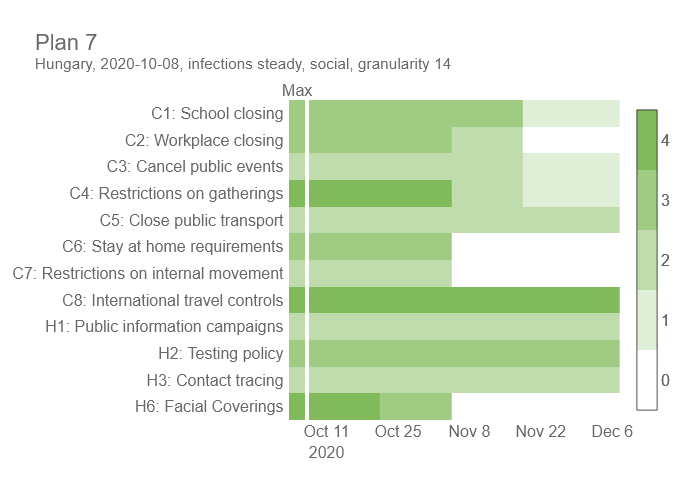 Plan 7
Hungary, 2020-10-08, infections steady, social, granularity 14
Max
C1: School closing
C2: Workplace closing
C3: Cancel public events
C4: Restrictions on gatherings
C5: Close public transport
C6: Stay at home requirements
C7: Restrictions on internal movement
C8: International travel controls
H1: Public information campaigns
H2: Testing policy
H3: Contact tracing
H6: Facial Coverings
Oct 11 Oct 25 Nov 8 Nov 22 Dec 6
2020
4
3
2
1
0